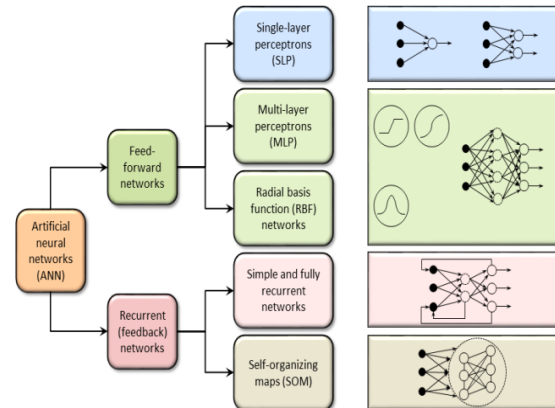 Single-layer
perceptrons
(SLP)
Multi-layer
perceptrons
(MLP)
Feed-
forward
networks
Radial basis
function (RBF)
networks
Artificial
neural
networks
(ANN)
Simple and fully
recurrent
networks
Recurrent
(feedback)
networks
Self-organizing
maps (SOM)